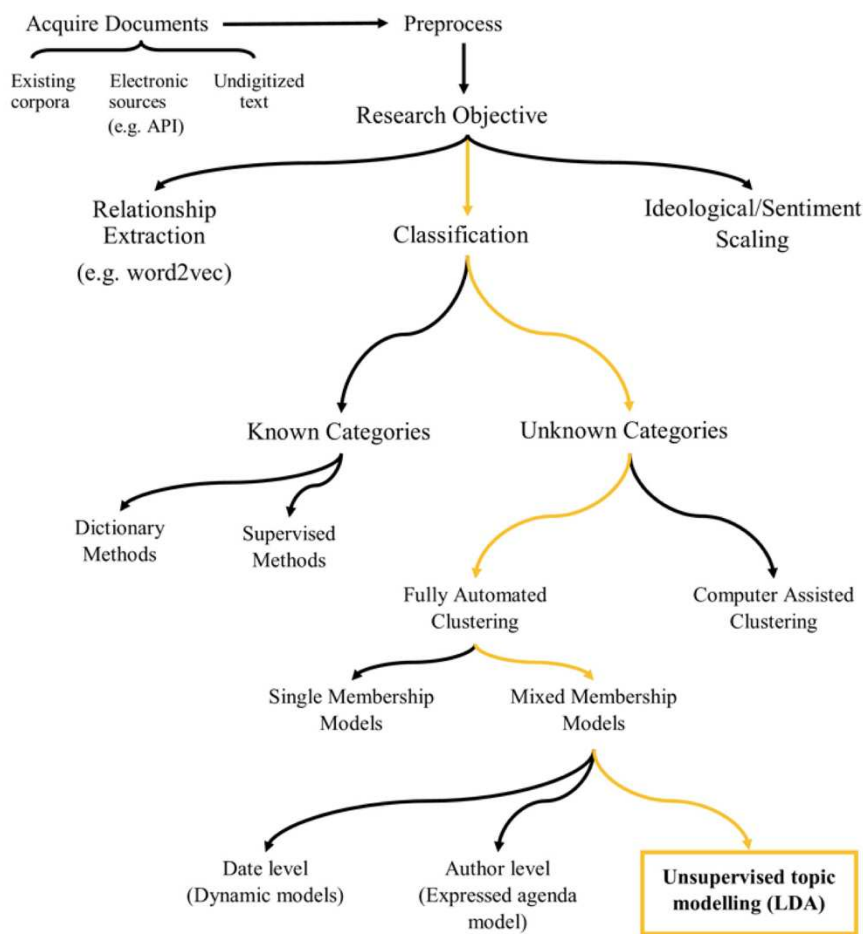 Acquire Documents
Preprocess
Existing
corpora
Electronic
sources
(e.g. API)
Undigitized
text
Research Objective
Relationship
Extraction
(e.g. word2vec)
Classification
Ideological/Sentiment
Scaling
Known Categories
Unknown Categories
Dictionary
Methods
Supervised
Methods
Fully Automated
Clustering
Computer Assisted
Clustering
Single Membership
Models
Mixed Membership
Models
Date level
(Dynamic models)
Author level
(Expressed agenda
model)
Unsupervised topic
modelling (LDA)